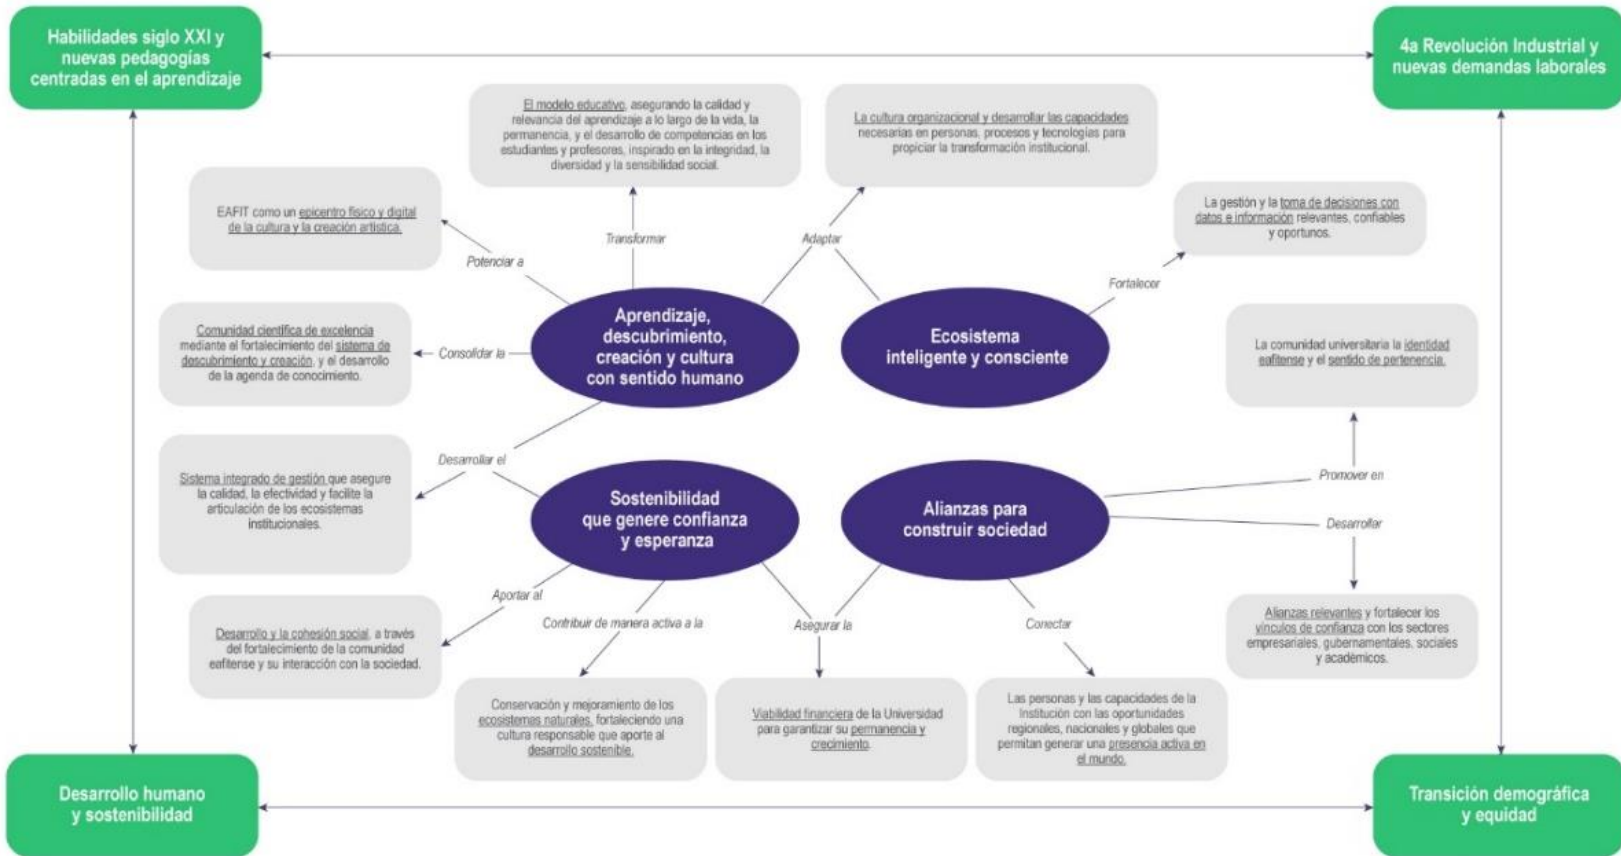 Habilidades siglo XXI y
nuevas pedagogías
centradas en el aprendizaje
4a Revolución Industrial y
nuevas demandas laborales
El modelo educativo, asegurando la calidad y
relevancia del aprendizaje a lo largo de la vida, la
permanencia, y el desarrollo de competencias en los
estudiantes y profesores, inspirado en la integridad, la
diversidad y la sensibilidad social.
La cultura organizacional y desarrollar las capacidades
necesarias en personas, procesos y tecnologías para
propiciar la transformación institucional.
EAFIT como un epicentro físico y digital
de la cultura y la creación artística.
La gestión y la toma de decisiones con
datos e información relevantes, confiables
y oportunos.
Potenciar a
Transformar
Adaptar
Fortalecer
Aprendizaje,
descubrimiento,
creación y cultura
con sentido humano
Ecosistema
inteligente y consciente
Comunidad científica de excelencia
mediante el fortalecimiento del sistema de
descubrimiento y creación, y el desarrollo
de la agenda de conocimiento.
Consolidar la
La comunidad universitaria la identidad
eafitense y el sentido de pertenencia.
Sistema integrado de gestión que asegure
la calidad, la efectividad y facilite la
articulación de los ecosistemas
institucionales.
Desarrollar el
Sostenibilidad
que genere confianza
y esperanza
Alianzas para
construir sociedad
Promover en
Desarrollar
Aportar al
Contribuir de manera activa a la
Asegurar la
Conectar
Desarrollo y la cohesión social, a través
del fortalecimiento de la comunidad
eafitense y su interacción con la sociedad.
Alianzas relevantes y fortalecer los
vínculos de confianza con los sectores
empresariales, gubernamentales, sociales
y académicos.
Conservación y mejoramiento de los
ecosistemas naturales, fortaleciendo una
cultura responsable que aporte al
desarrollo sostenible.
Viabilidad financiera de la Universidad
para garantizar su permanencia y
crecimiento.
Las personas y las capacidades de la
Institución con las oportunidades
regionales, nacionales y globales que
permitan generar una presencia activa en
el mundo.
Desarrollo humano
y sostenibilidad
Transición demográfica
y equidad